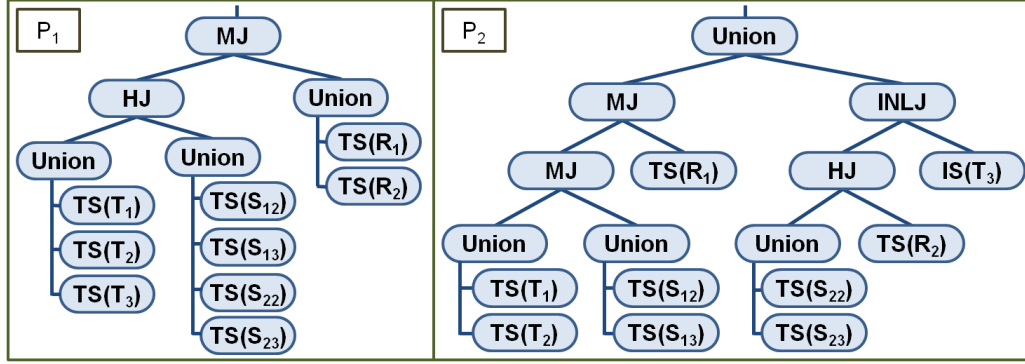 P₁
MJ
HJ
Union
Union
Union
TS(R₁)
TS(R₂)
TS(T₁)
TS(T₂)
TS(T₃)
TS(S₁₂)
TS(S₁₃)
TS(S₂₂)
TS(S₂₃)
P₂
Union
MJ
INLJ
MJ
TS(R₁)
HJ
IS(T₃)
Union
Union
Union
TS(R₂)
TS(T₁)
TS(T₂)
TS(S₁₂)
TS(S₁₃)
TS(S₂₂)
TS(S₂₃)